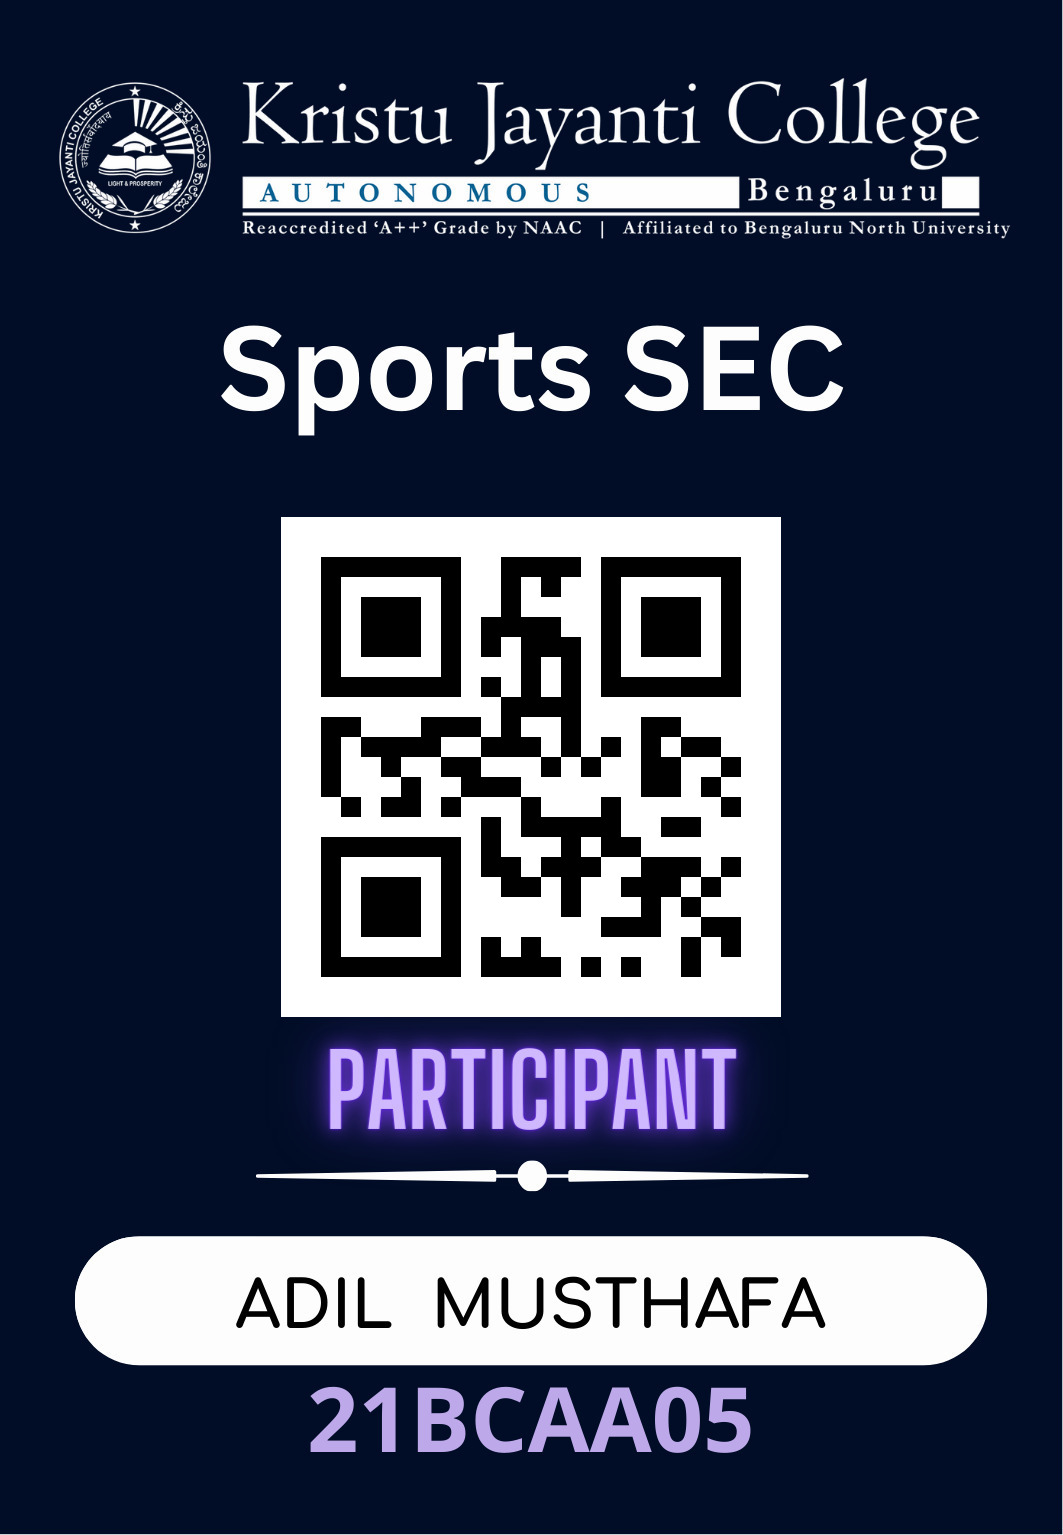 KRISTU JAYANTI COLLEGE
LIGHT & PROSPERITY
Kristu Jayanti College
AUTONOMOUS Bengaluru
Reaccredited ‘A++’ Grade by NAAC | Affiliated to Bengaluru North University
Sports SEC
PARTICIPANT
ADIL MUSTHAFA
21BCAA05